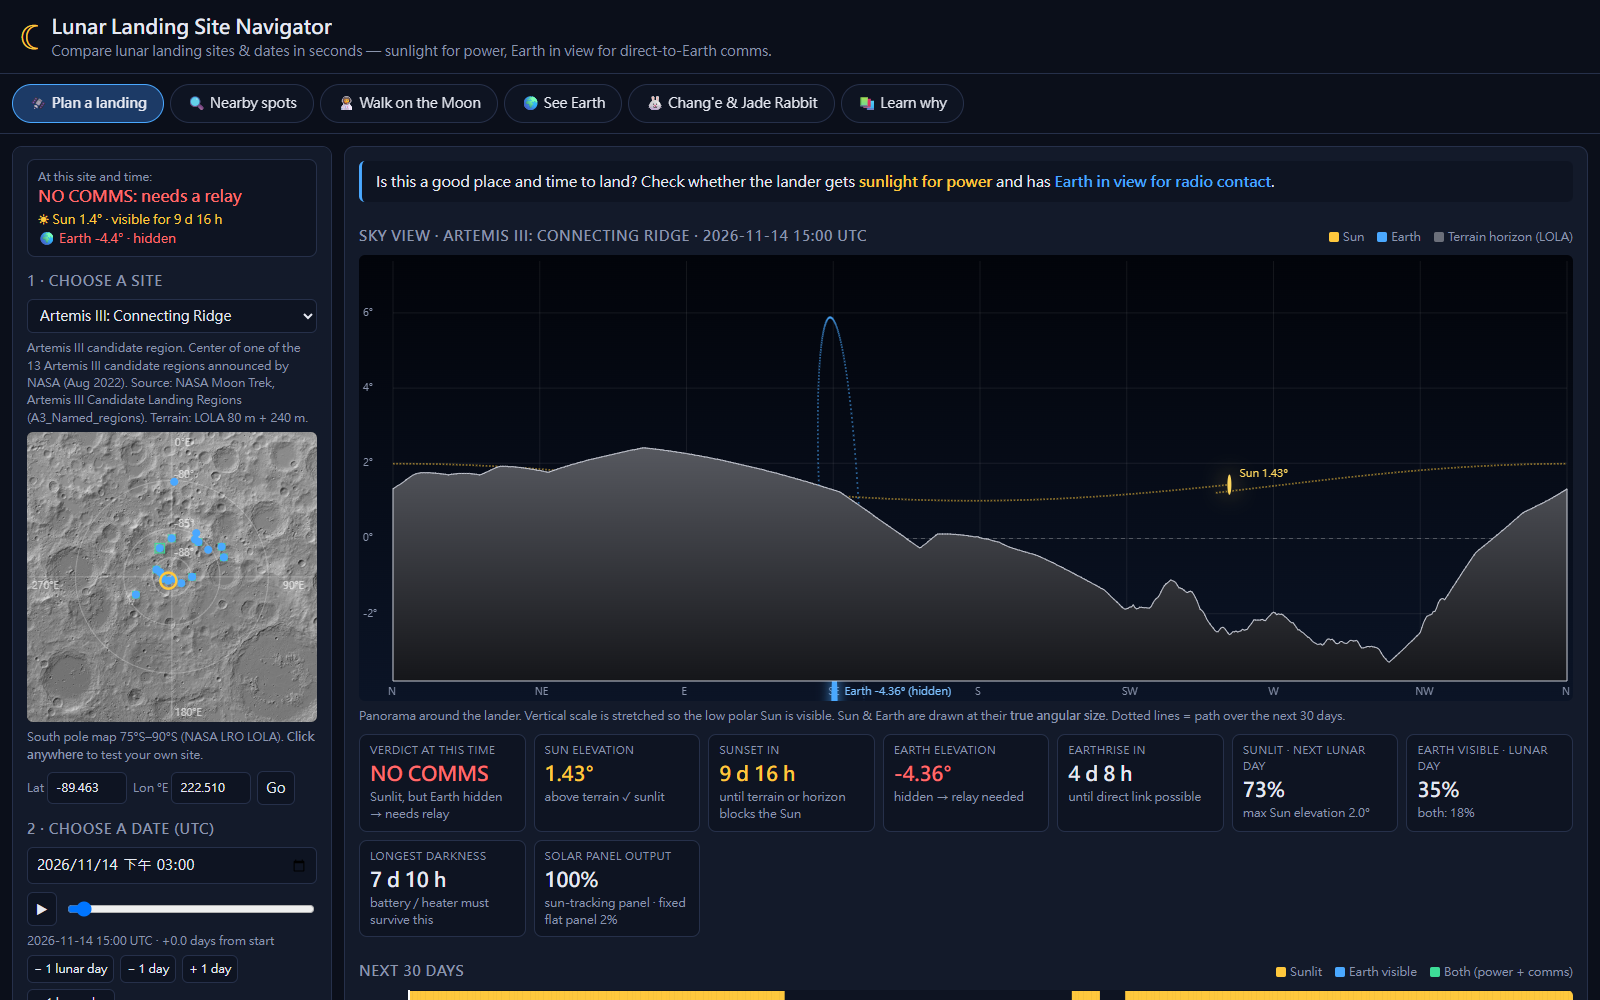 Lunar Landing Site Navigator
Compare lunar landing sites & dates in seconds — sunlight for power, Earth in view for direct-to-Earth comms.
Plan a landing
Nearby spots
Walk on the Moon
See Earth
Chang'e & Jade Rabbit
Learn why
At this site and time:
NO COMMS: needs a relay
Sun 1.4° · visible for 9 d 16 h
Earth -4.4° · hidden
1 · CHOOSE A SITE
Artemis III: Connecting Ridge
Artemis III candidate region. Center of one of the
13 Artemis III candidate regions announced by
NASA (Aug 2022). Source: NASA Moon Trek,
Artemis III Candidate Landing Regions
(A3_Named_regions). Terrain: LOLA 80 m + 240 m.
0°E
-80°
-85°
-88°
270°E
90°E
180°E
South pole map 75°S–90°S (NASA LRO LOLA). Click
anywhere to test your own site.
Lat -89.463 Lon °E 222.510 Go
2 · CHOOSE A DATE (UTC)
2026/11/14 下午 03:00
2026-11-14 15:00 UTC · +0.0 days from start
− 1 lunar day
− 1 day
+ 1 day
Is this a good place and time to land? Check whether the lander gets sunlight for power and has Earth in view for radio contact.
SKY VIEW · ARTEMIS III: CONNECTING RIDGE · 2026-11-14 15:00 UTC
Sun
Earth
Terrain horizon (LOLA)
6°
4°
2°
0°
-2°
Sun 1.43°
N
NE
E
SE
Earth -4.36° (hidden)
S
SW
W
NW
N
Panorama around the lander. Vertical scale is stretched so the low polar Sun is visible. Sun & Earth are drawn at their true angular size. Dotted lines = path over the next 30 days.
VERDICT AT THIS TIME
NO COMMS
Sunlit, but Earth hidden
→ needs relay
SUN ELEVATION
1.43°
above terrain ✓ sunlit
SUNSET IN
9 d 16 h
until terrain or horizon
blocks the Sun
EARTH ELEVATION
-4.36°
hidden → relay needed
EARTHRISE IN
4 d 8 h
until direct link possible
SUNLIT · NEXT LUNAR
DAY
73%
max Sun elevation 2.0°
EARTH VISIBLE · LUNAR
DAY
35%
both: 18%
LONGEST DARKNESS
7 d 10 h
battery / heater must
survive this
SOLAR PANEL OUTPUT
100%
sun-tracking panel · fixed
flat panel 2%
NEXT 30 DAYS
Sunlit
Earth visible
Both (power + comms)